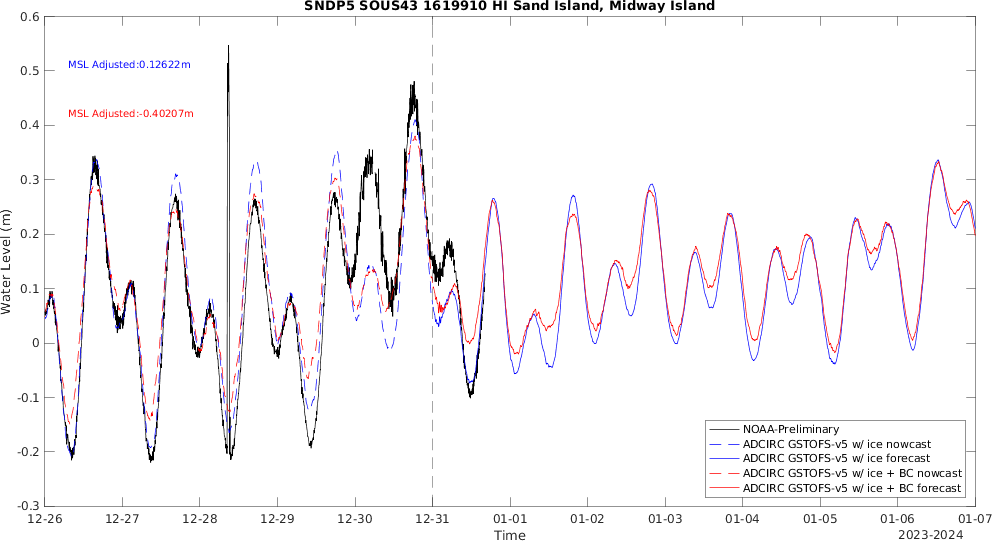 SNDP5 SOUS43 1619910 HI Sand Island, Midway Island
0.6
0.5
0.4
0.3
0.2
0.1
0
-0.1
-0.2
-0.3
Water Level (m)
MSL Adjusted:0.12622m
MSL Adjusted:-0.40207m
NOAA-Preliminary
ADCIRC GSTOFS-v5 w/ ice nowcast
ADCIRC GSTOFS-v5 w/ ice forecast
ADCIRC GSTOFS-v5 w/ ice + BC nowcast
ADCIRC GSTOFS-v5 w/ ice + BC forecast
12-26 12-27 12-28 12-29 12-30 12-31 01-01 01-02 01-03 01-04 01-05 01-06 01-07
Time
2023-2024